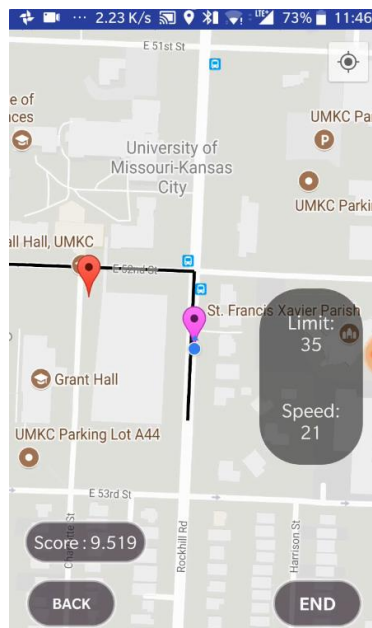 2.23 K/s LTE+ 73% 11:46
E 51st St
e of
nces
UMKC Pa
P
University of
Missouri-Kansas
City
UMKC Parki
all Hall, UMKC
E 52nd St
St. Francis Xavier Parish
Limit:
35
Grant Hall
Speed:
21
UMKC Parking Lot A44
E 53rd St
Rockhill Rd
Harrison St
Score : 9.519
BACK
END